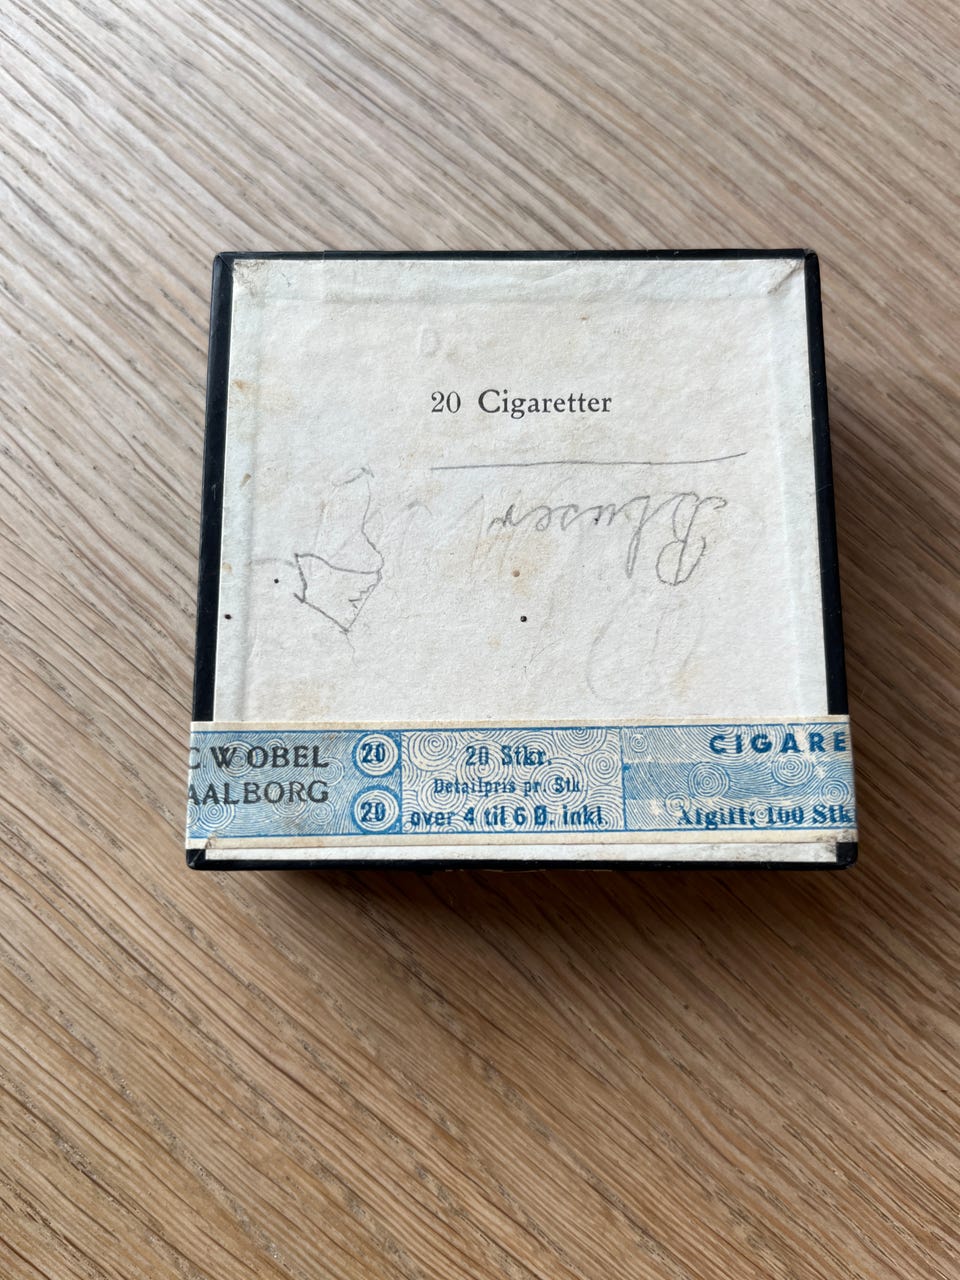 20 Cigaretter
Bluser
C W OBEL
AALBORG
20
20
20 Stkr.
Detailpris pr. Stk.
over 4 til 6 Ø. inkl.
CIGARE
Afgift: 100 Stk